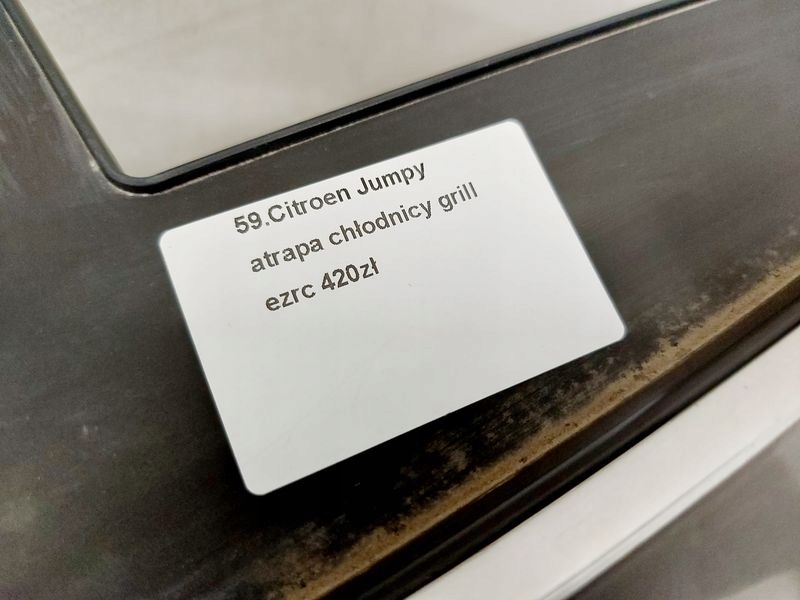 59.Citroen Jumpy
atrapa chłodnicy grill
ezrc 420zł